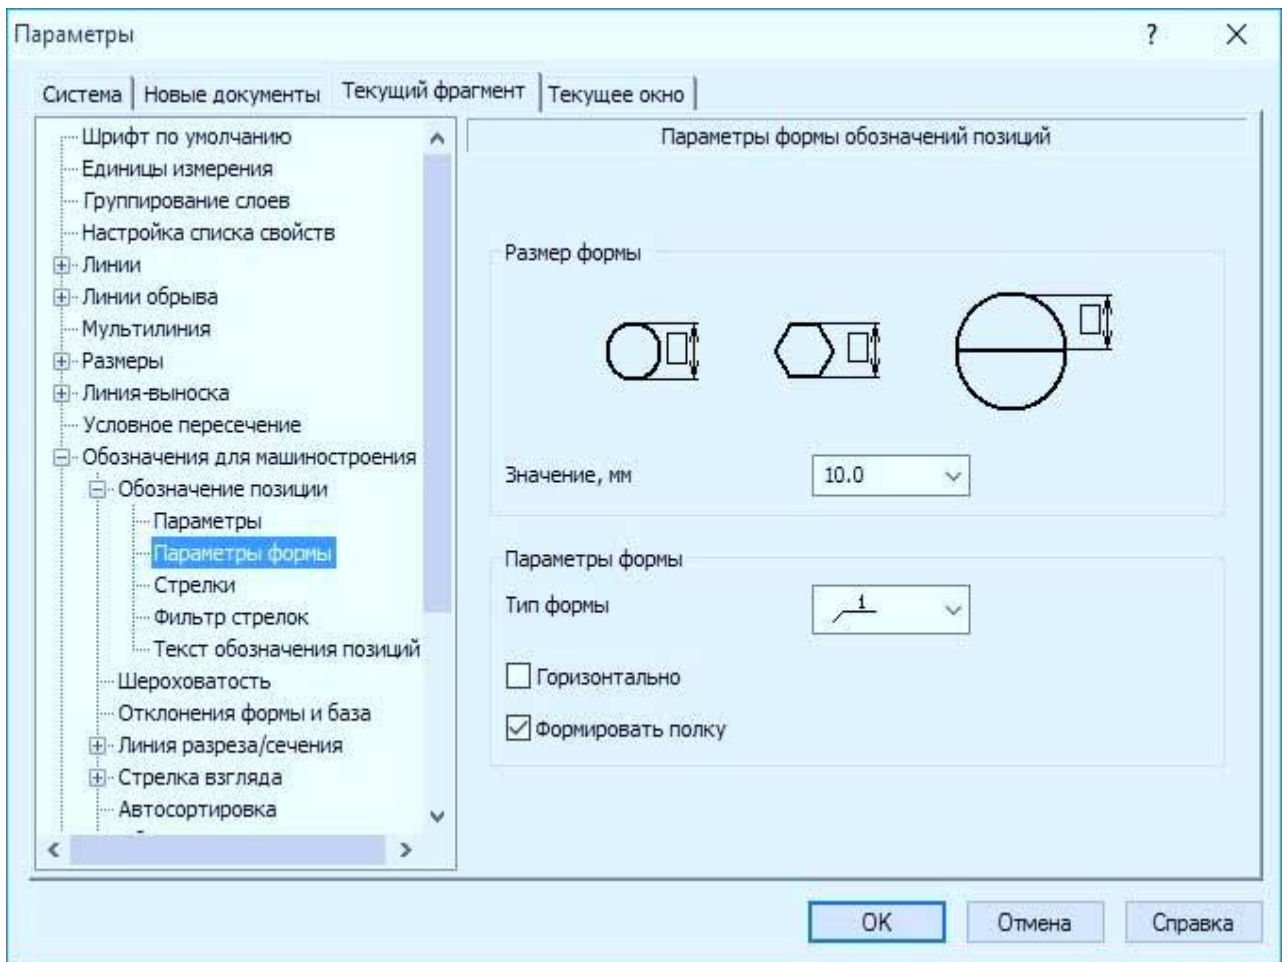 Параметры
?
Система
Новые документы
Текущий фрагмент
Текущее окно
Шрифт по умолчанию
Единицы измерения
Группирование слоев
Настройка списка свойств
Линии
Линии обрыва
Мультилиния
Размеры
Линия-выноска
Условное пересечение
Обозначения для машиностроения
Обозначение позиции
Параметры
Параметры формы
Стрелки
Фильтр стрелок
Текст обозначения позиций
Шероховатость
Отклонения формы и база
Линия разреза/сечения
Стрелка взгляда
Автосортировка
Параметры формы обозначений позиций
Размер формы
Значение, мм
10.0
Параметры формы
Тип формы
1
Горизонтально
Формировать полку
OK
Отмена
Справка